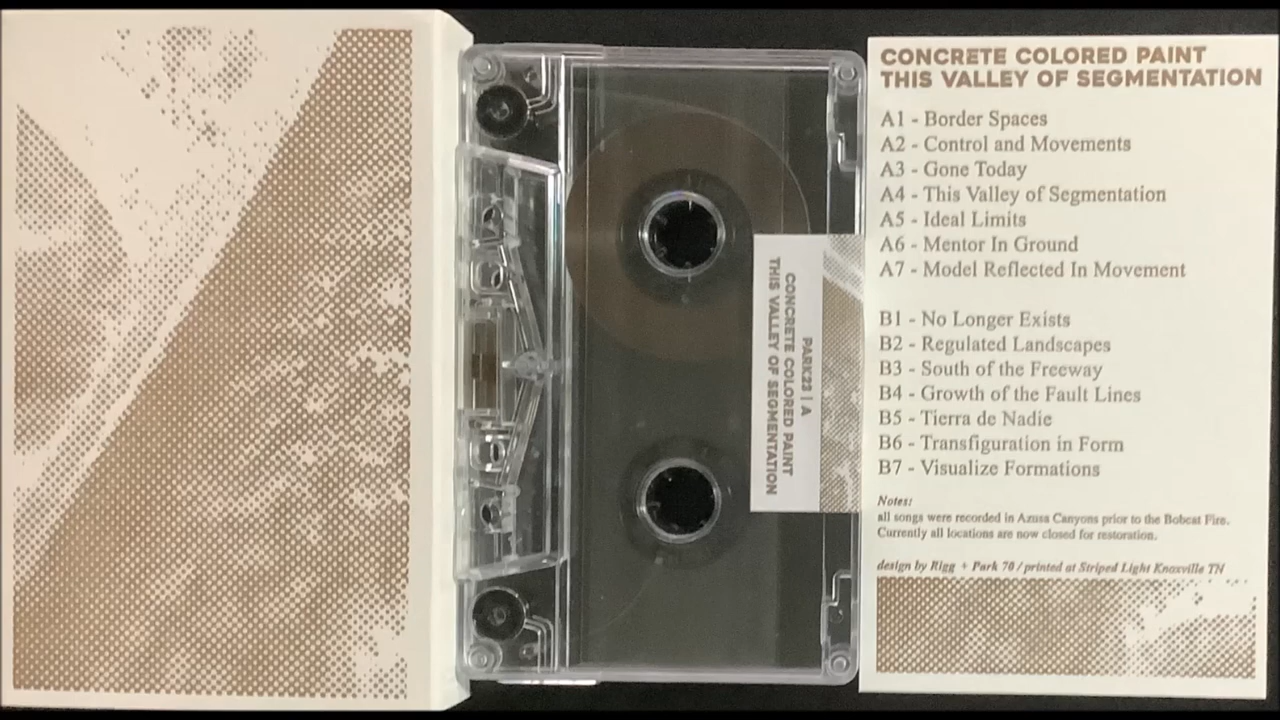 PARK23 | A
CONCRETE COLORED PAINT
THIS VALLEY OF SEGMENTATION
CONCRETE COLORED PAINT
THIS VALLEY OF SEGMENTATION
A1 - Border Spaces
A2 - Control and Movements
A3 - Gone Today
A4 - This Valley of Segmentation
A5 - Ideal Limits
A6 - Mentor In Ground
A7 - Model Reflected In Movement
B1 - No Longer Exists
B2 - Regulated Landscapes
B3 - South of the Freeway
B4 - Growth of the Fault Lines
B5 - Tierra de Nadie
B6 - Transfiguration in Form
B7 - Visualize Formations
Notes:
all songs were recorded in Azusa Canyons prior to the Bobcat Fire.
Currently all locations are now closed for restoration.
design by Rigg + Park 70 / printed at Striped Light Knoxville TN